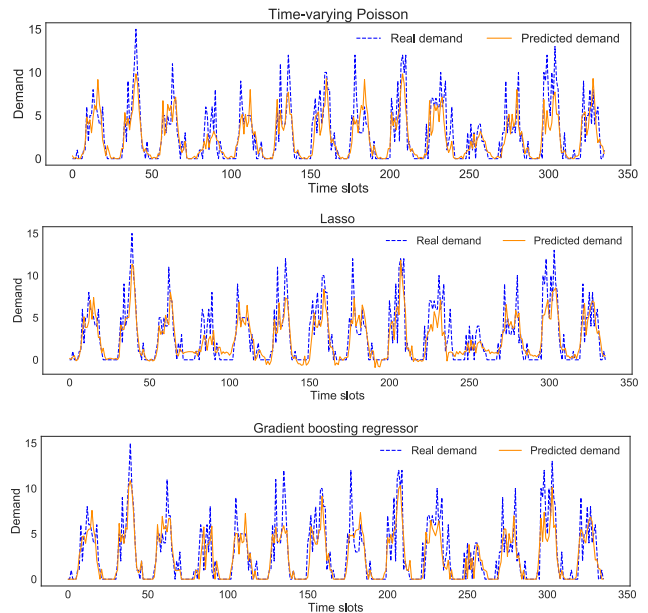 Time-varying Poisson
Real demand
Predicted demand
15
10
5
0
Demand
0 50 100 150 200 250 300 350
Time slots
Lasso
Real demand
Predicted demand
15
10
5
0
Demand
0 50 100 150 200 250 300 350
Time slots
Gradient boosting regressor
Real demand
Predicted demand
15
10
5
0
Demand
0 50 100 150 200 250 300 350
Time slots